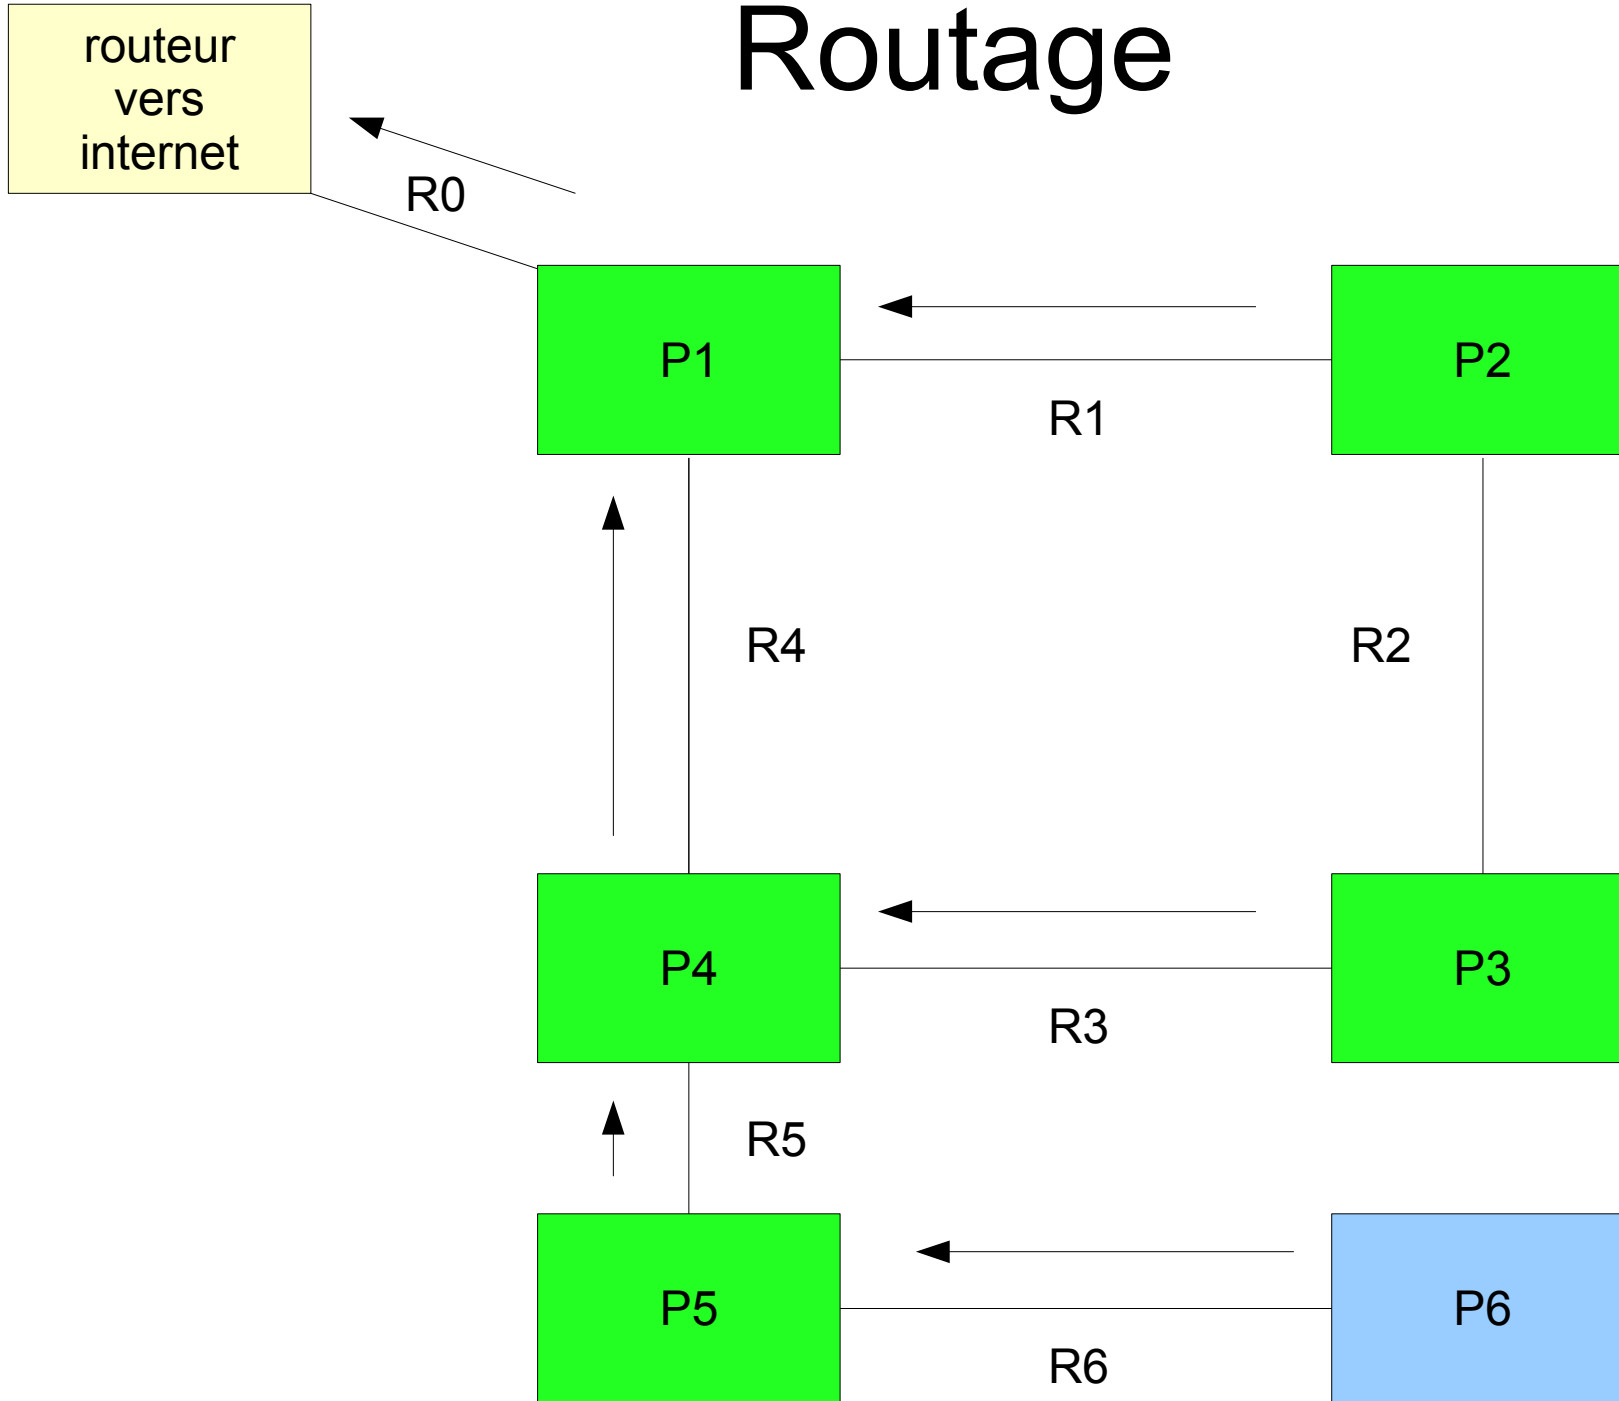 Routage
routeur
vers
internet
R0
P1
P2
R1
R4
R2
P4
P3
R3
R5
P5
P6
R6